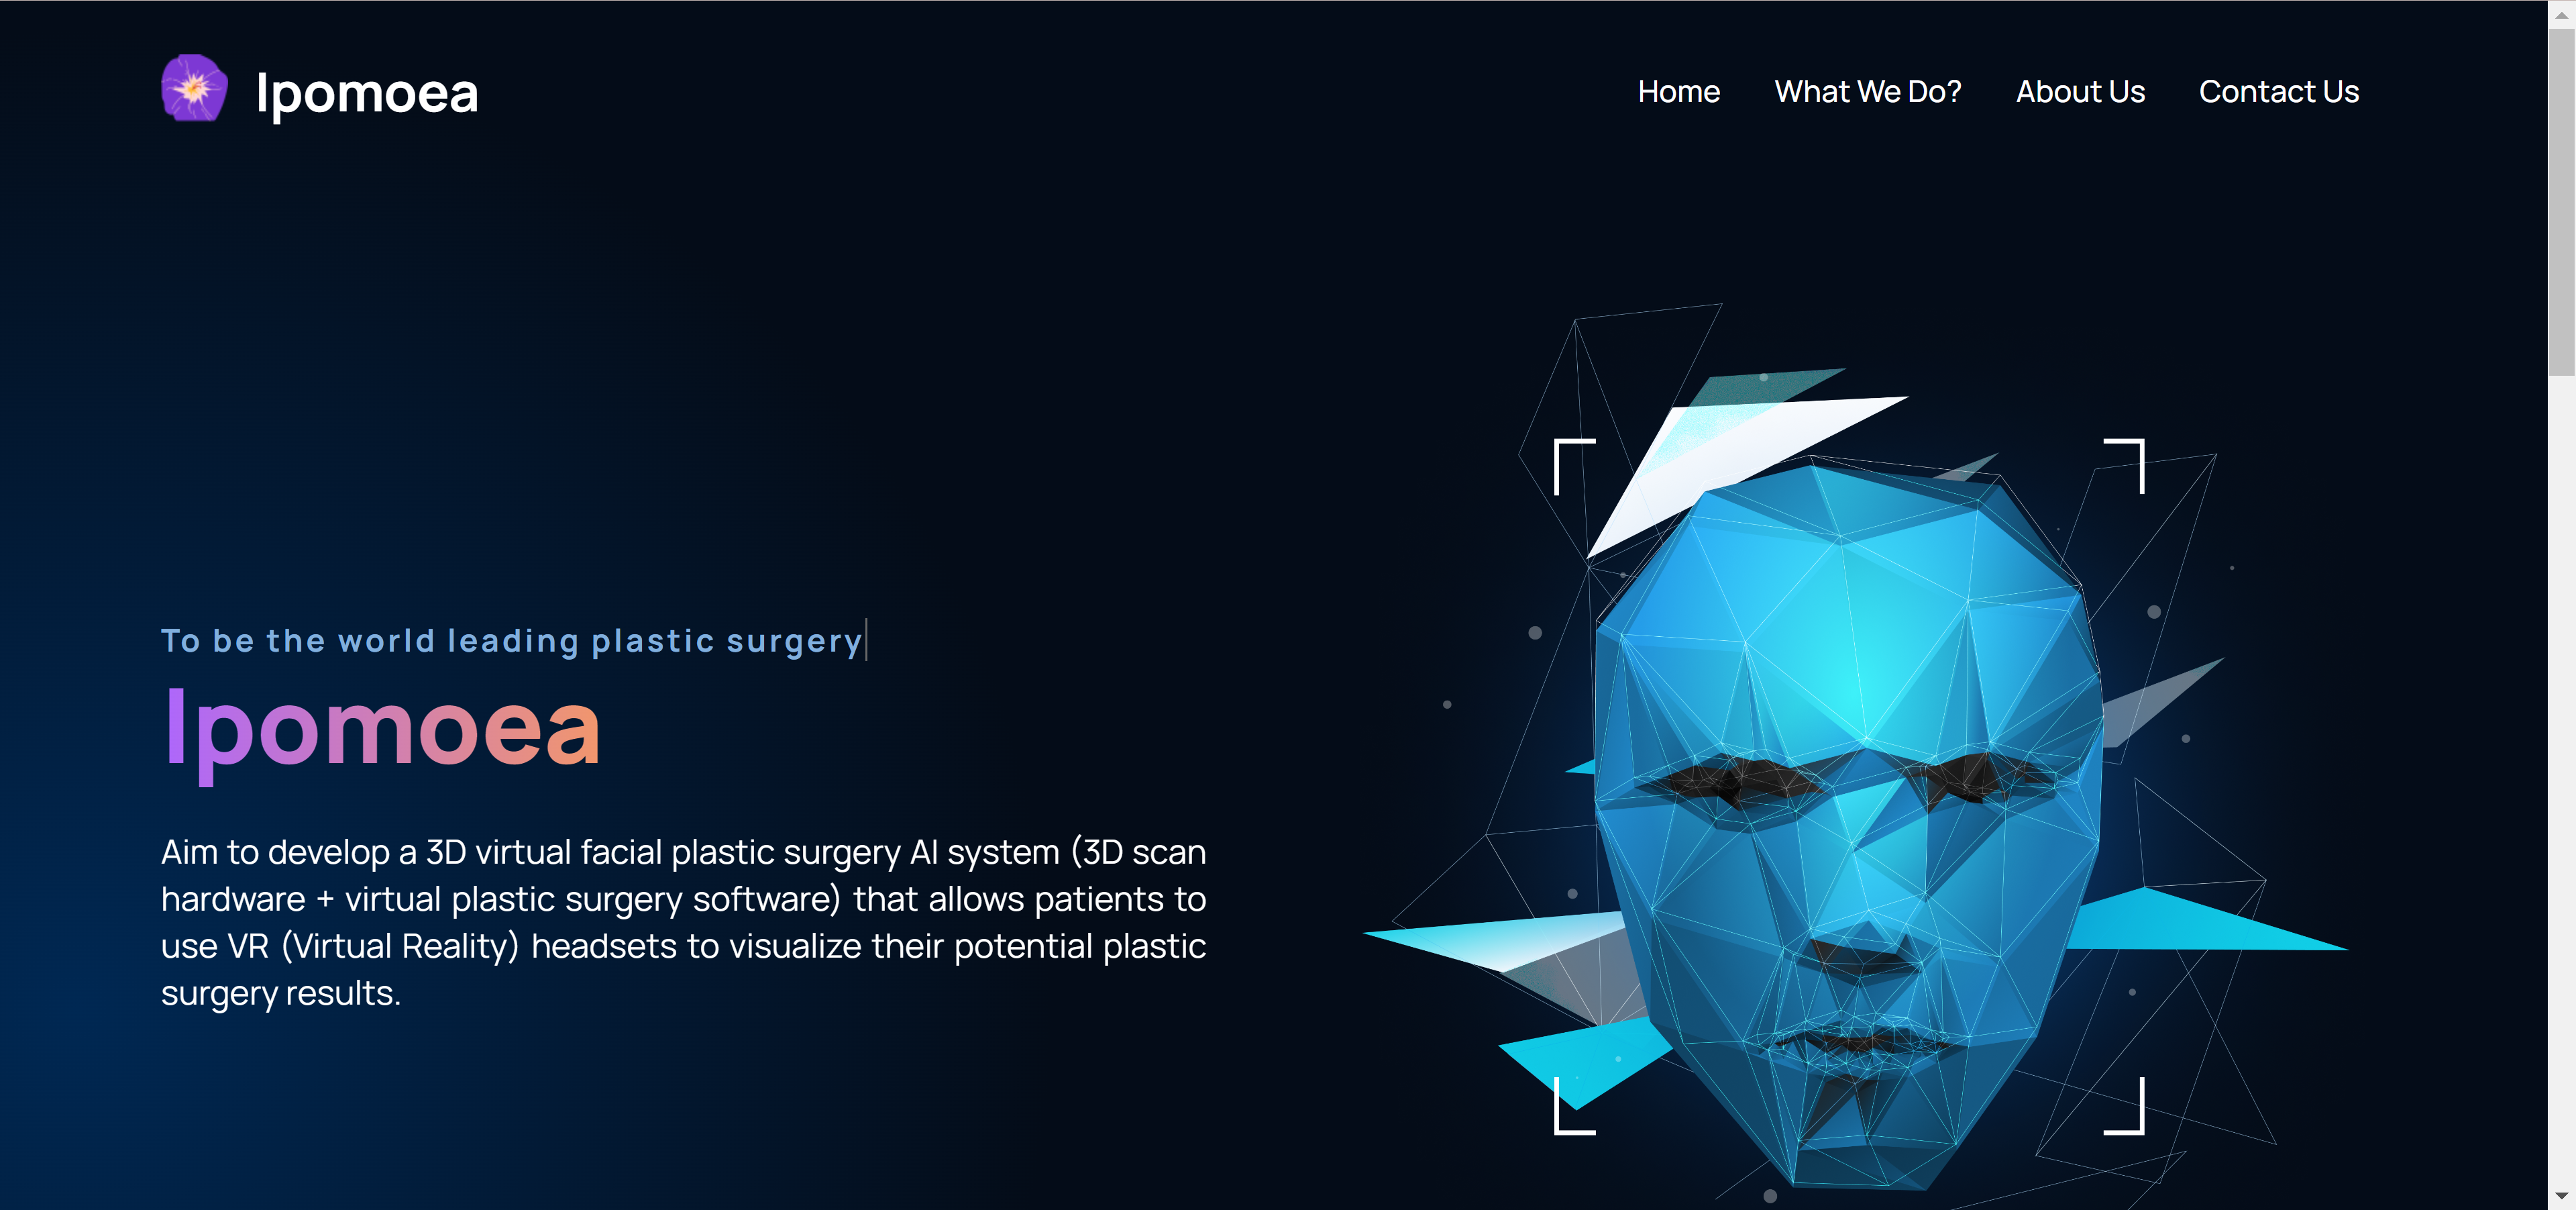 Ipomoea
Home What We Do? About Us Contact Us
To be the world leading plastic surgery
Ipomoea
Aim to develop a 3D virtual facial plastic surgery AI system (3D scan
hardware + virtual plastic surgery software) that allows patients to
use VR (Virtual Reality) headsets to visualize their potential plastic
surgery results.